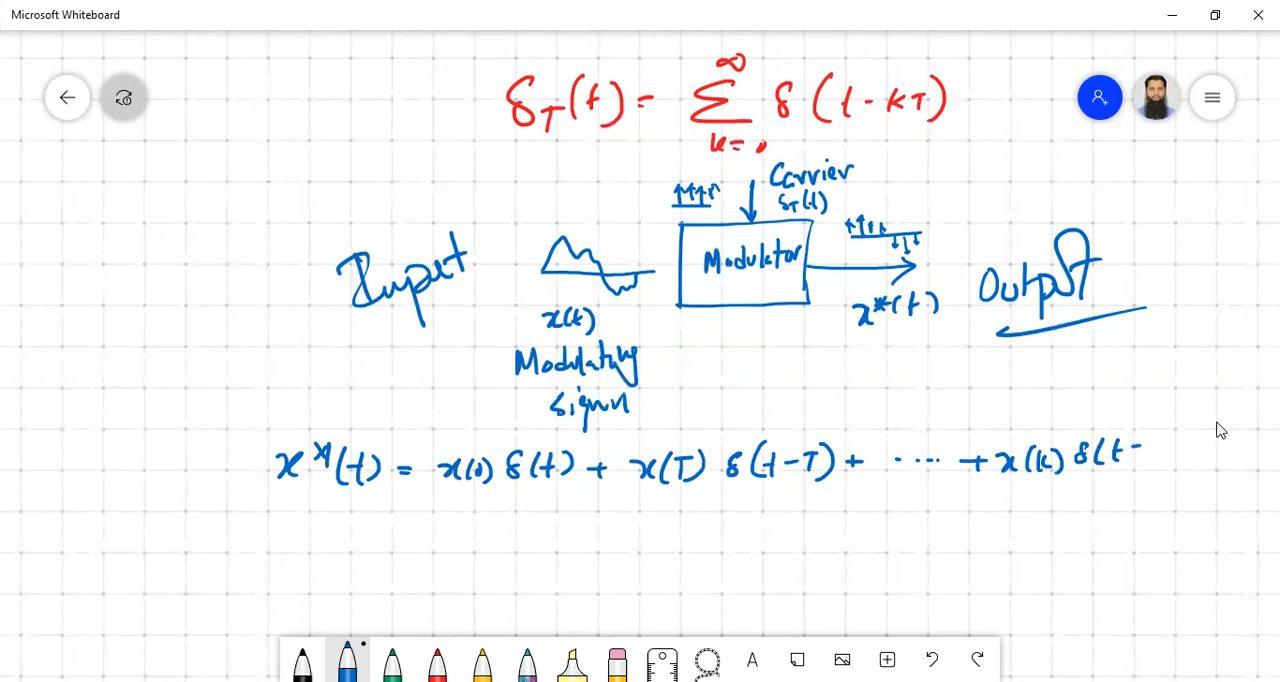 Microsoft Whiteboard
δT(t) = ∑ δ(t-kT)
∞
k=0
Carrier
δT(t)
Input
Modulator
Output
x(t)
x*(t)
Modulating
Signal
x*(t) = x(0) δ(t) + x(T) δ(t-T) + ..... + x(k) δ(t-
A